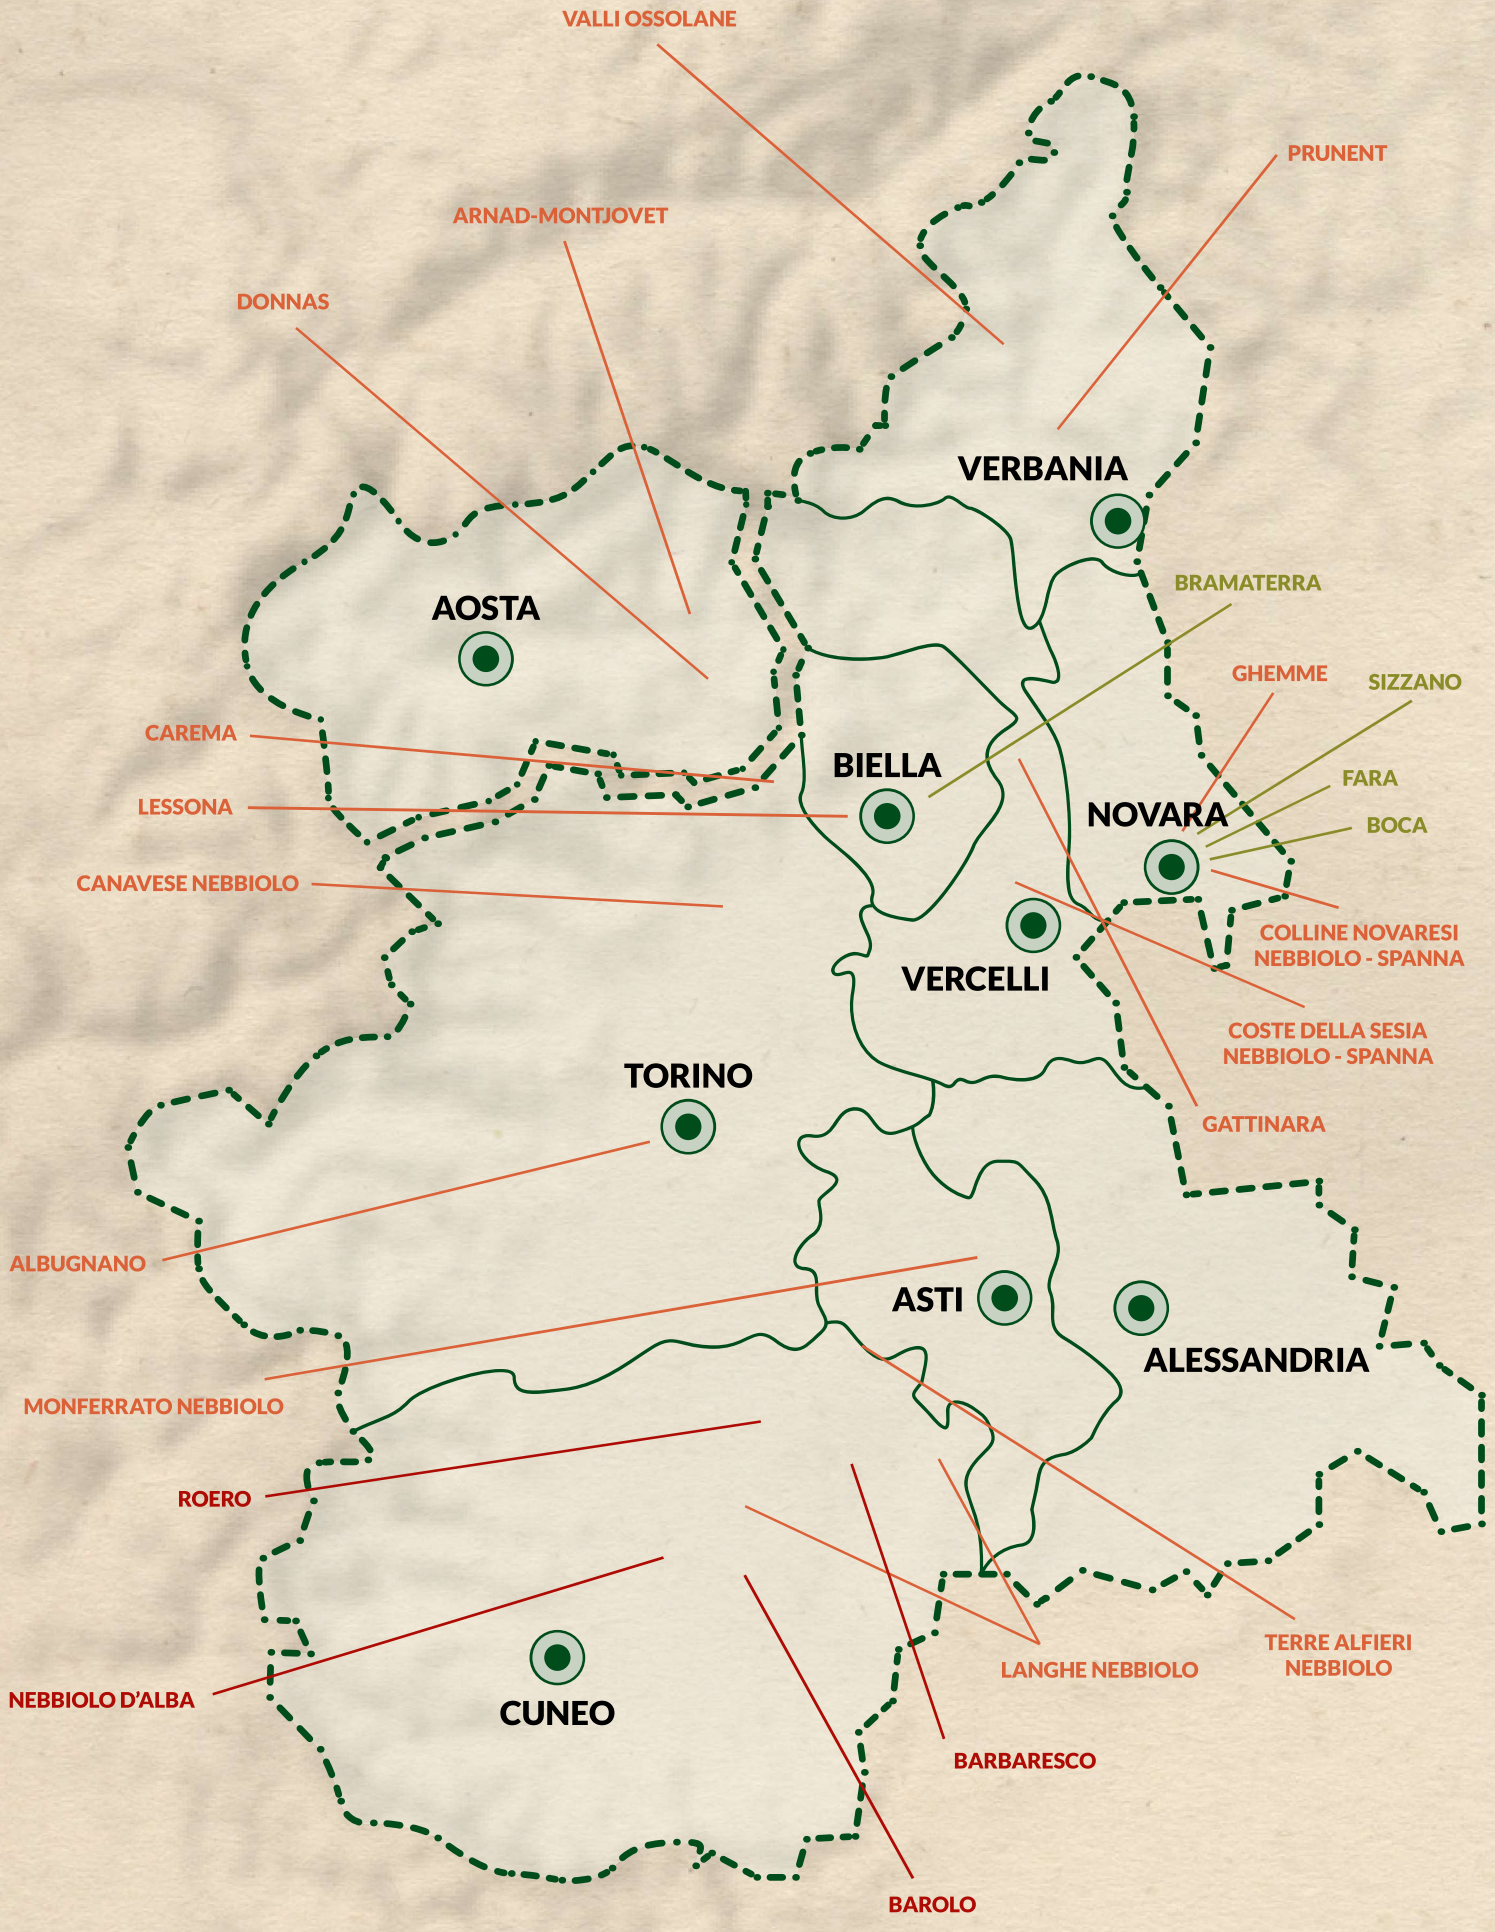 VALLI OSSOLANE
PRUNENT
ARNAD-MONTJOVET
DONNAS
VERBANIA
BRAMATERRA
AOSTA
GHEMME
SIZZANO
CAREMA
BIELLA
FARA
LESSONA
NOVARA
BOCA
CANAVESE NEBBIOLO
COLLINE NOVARESI
NEBBIOLO - SPANNA
VERCELLI
COSTE DELLA SESIA
NEBBIOLO - SPANNA
TORINO
GATTINARA
ALBUGNANO
ASTI
ALESSANDRIA
MONFERRATO NEBBIOLO
ROERO
TERRE ALFIERI
NEBBIOLO
LANGHE NEBBIOLO
NEBBIOLO D'ALBA
CUNEO
BARBARESCO
BAROLO